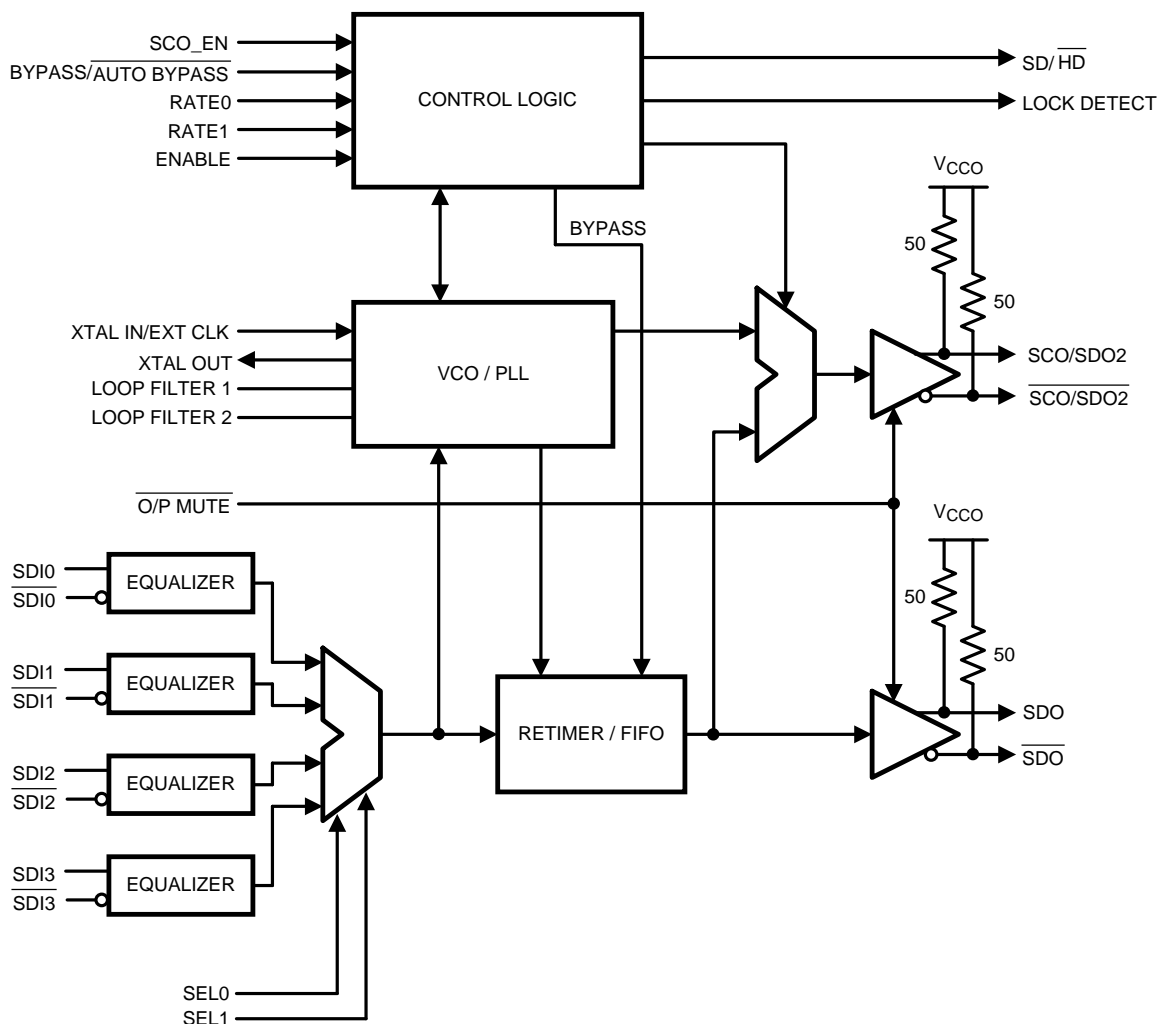 SCO_EN
BYPASS/AUTO BYPASS
RATE0
RATE1
ENABLE
CONTROL LOGIC
SD/HD
LOCK DETECT
BYPASS
VCCO
50
50
XTAL IN/EXT CLK
XTAL OUT
LOOP FILTER 1
LOOP FILTER 2
VCO / PLL
SCO/SDO2
SCO/SDO2
O/P MUTE
VCCO
50
50
SDI0
SDI0
EQUALIZER
SDI1
SDI1
EQUALIZER
SDI2
SDI2
EQUALIZER
SDI3
SDI3
EQUALIZER
RETIMER / FIFO
SDO
SDO
SEL0
SEL1